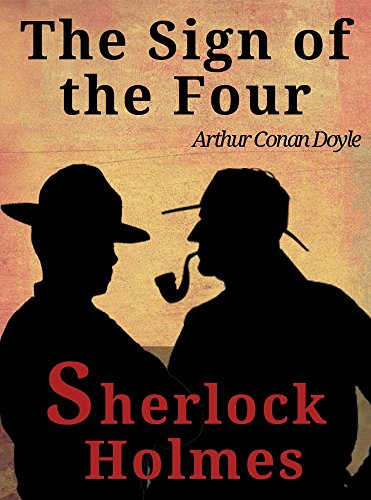 The Sign of
the Four
Arthur Conan Doyle
Sherlock
Holmes